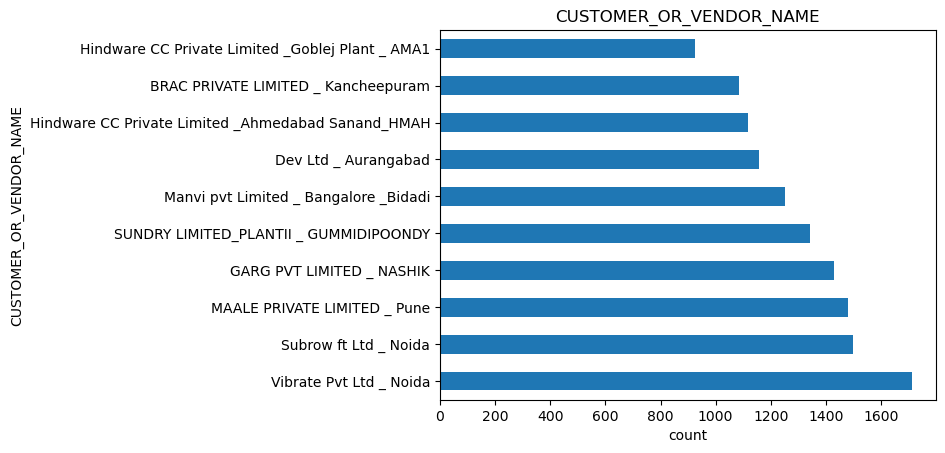 CUSTOMER_OR_VENDOR_NAME
CUSTOMER_OR_VENDOR_NAME
Hindware CC Private Limited _Goblej Plant _ AMA1
BRAC PRIVATE LIMITED _ Kancheepuram
Hindware CC Private Limited _Ahmedabad Sanand_HMAH
Dev Ltd _ Aurangabad
Manvi pvt Limited _ Bangalore _Bidadi
SUNDRY LIMITED_PLANTII _ GUMMIDIPOONDY
GARG PVT LIMITED _ NASHIK
MAALE PRIVATE LIMITED _ Pune
Subrow ft Ltd _ Noida
Vibrate Pvt Ltd _ Noida
0 200 400 600 800 1000 1200 1400 1600
count